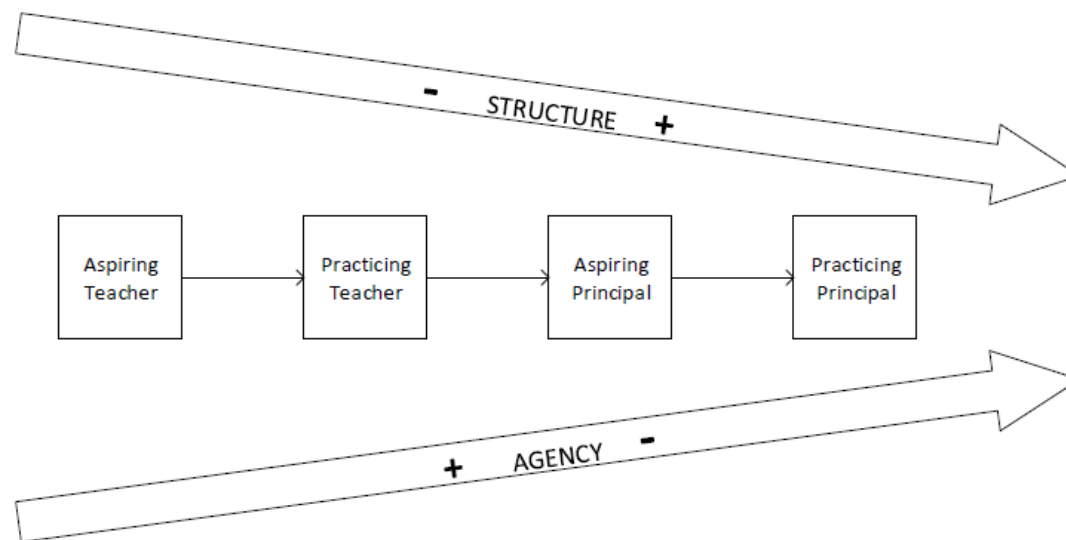 - STRUCTURE +
Aspiring
Teacher
Practicing
Teacher
Aspiring
Principal
Practicing
Principal
+ AGENCY -